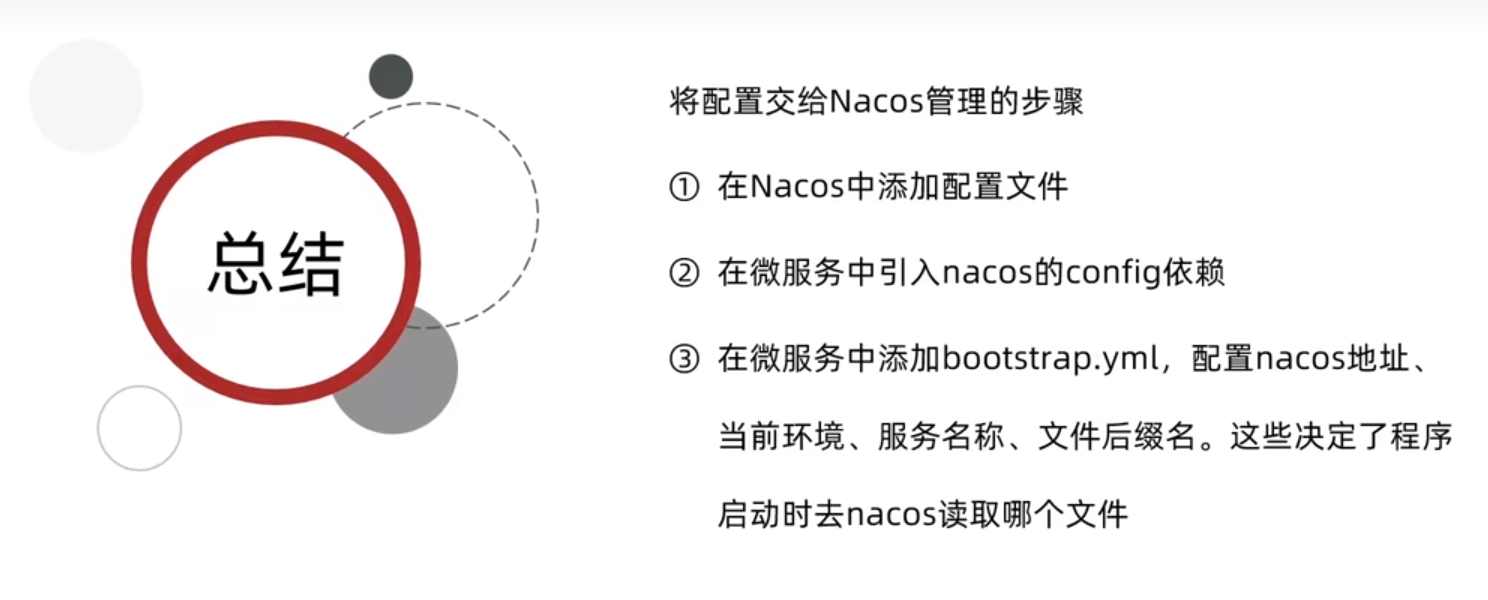 总结
将配置交给Nacos管理的步骤
① 在Nacos中添加配置文件
② 在微服务中引入nacos的config依赖
③ 在微服务中添加bootstrap.yml，配置nacos地址、
当前环境、服务名称、文件后缀名。这些决定了程序
启动时去nacos读取哪个文件